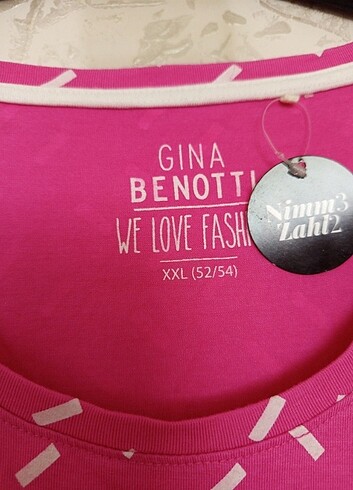 GINA
BENOTTI
WE LOVE FASHI
XXL (52/54)
Nimm3
Zahl2